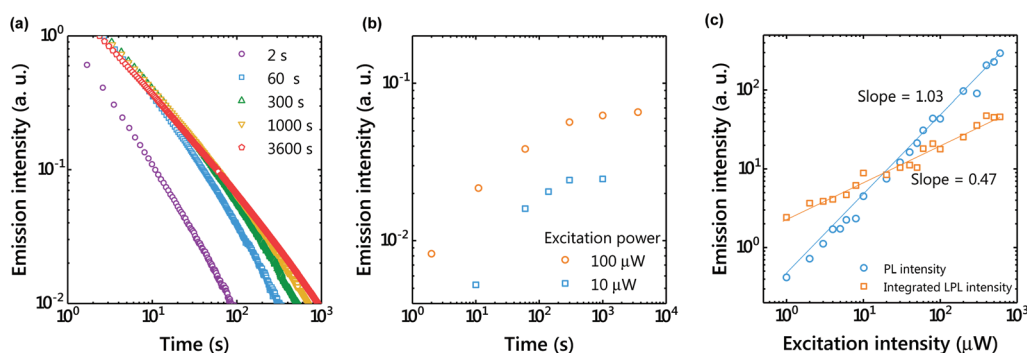 (a)
Emission intensity (a. u.)
10^0
10^-1
10^-2
10^0 10^1 10^2 10^3
Time (s)
2 s
60 s
300 s
1000 s
3600 s
(b)
Emission intensity (a. u.)
10^-1
10^-2
10^0 10^1 10^2 10^3 10^4
Time (s)
Excitation power
100 μW
10 μW
(c)
Emission intensity (a. u.)
10^2
10^1
10^0
10^0 10^1 10^2 10^3
Excitation intensity (μW)
Slope = 1.03
Slope = 0.47
PL intensity
Integrated LPL intensity